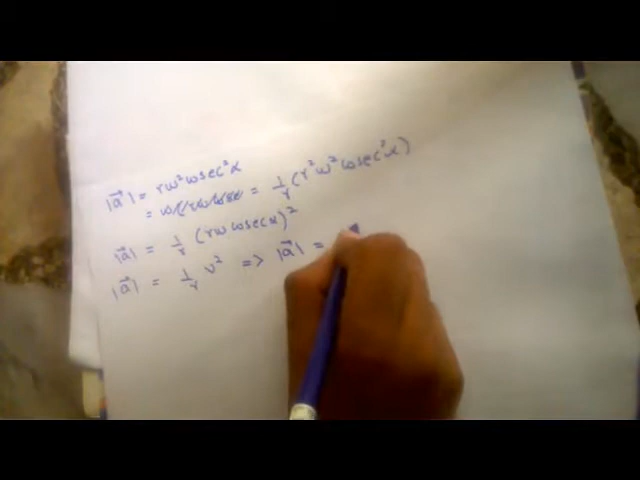 |a⃗| = rω²cosec²α
= = 1/r (r²ω²cosec²α)
|a⃗| = 1/r (rω cosec α)²
|a⃗| = 1/r v² => |a⃗| =